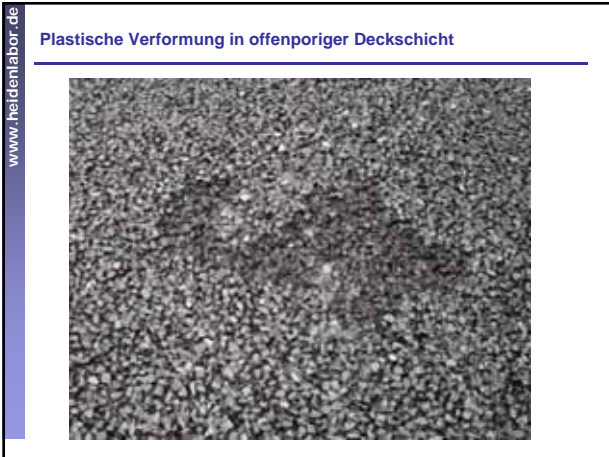 www.heidenlabor.de
Plastische Verformung in offenporiger Deckschicht